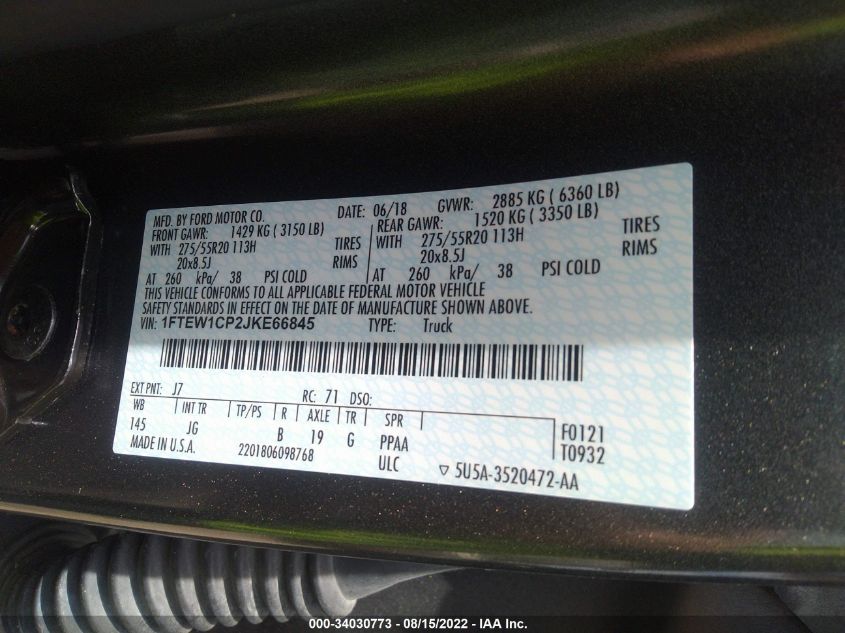 MFD. BY FORD MOTOR CO. DATE: 06/18 GVWR: 2885 KG ( 6360 LB)
FRONT GAWR: 1429 KG ( 3150 LB) REAR GAWR: 1520 KG ( 3350 LB)
WITH 275/55R20 113H TIRES WITH 275/55R20 113H TIRES
20x8.5J RIMS 20x8.5J RIMS
AT 260 kPa/ 38 PSI COLD AT 260 kPa/ 38 PSI COLD
THIS VEHICLE CONFORMS TO ALL APPLICABLE FEDERAL MOTOR VEHICLE
SAFETY STANDARDS IN EFFECT ON THE DATE OF MANUFACTURE SHOWN ABOVE.
VIN: 1FTEW1CP2JKE66845 TYPE: Truck
EXT PNT: J7 RC: 71 DSO:
WB INT TR TP/PS R AXLE TR SPR
145 JG B 19 G PPAA F0121
MADE IN U.S.A. 2201806098768 ULC T0932
▽ 5U5A-3520472-AA
000-34030773 - 08/15/2022 - IAA Inc.